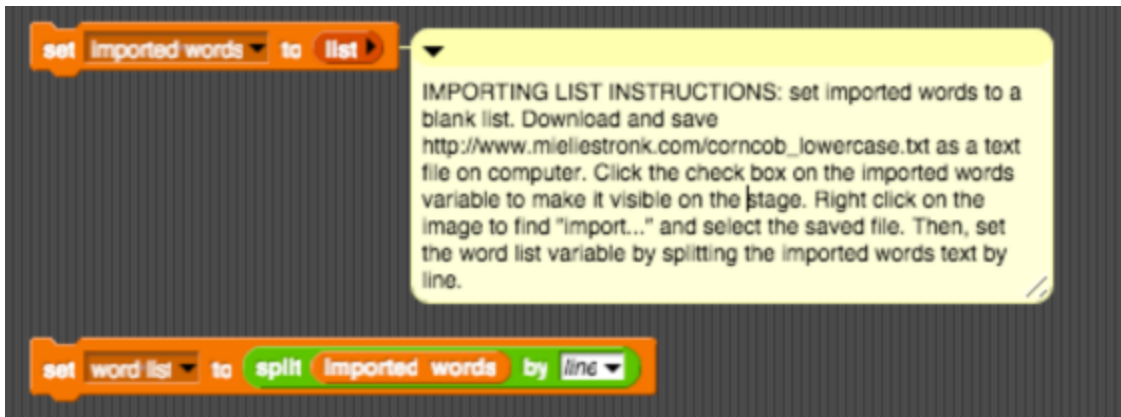 set imported words to list
IMPORTING LIST INSTRUCTIONS: set imported words to a
blank list. Download and save
http://www.mieliestronk.com/corncob_lowercase.txt as a text
file on computer. Click the check box on the imported words
variable to make it visible on the stage. Right click on the
image to find "import..." and select the saved file. Then, set
the word list variable by splitting the imported words text by
line.
set word list to split imported words by line